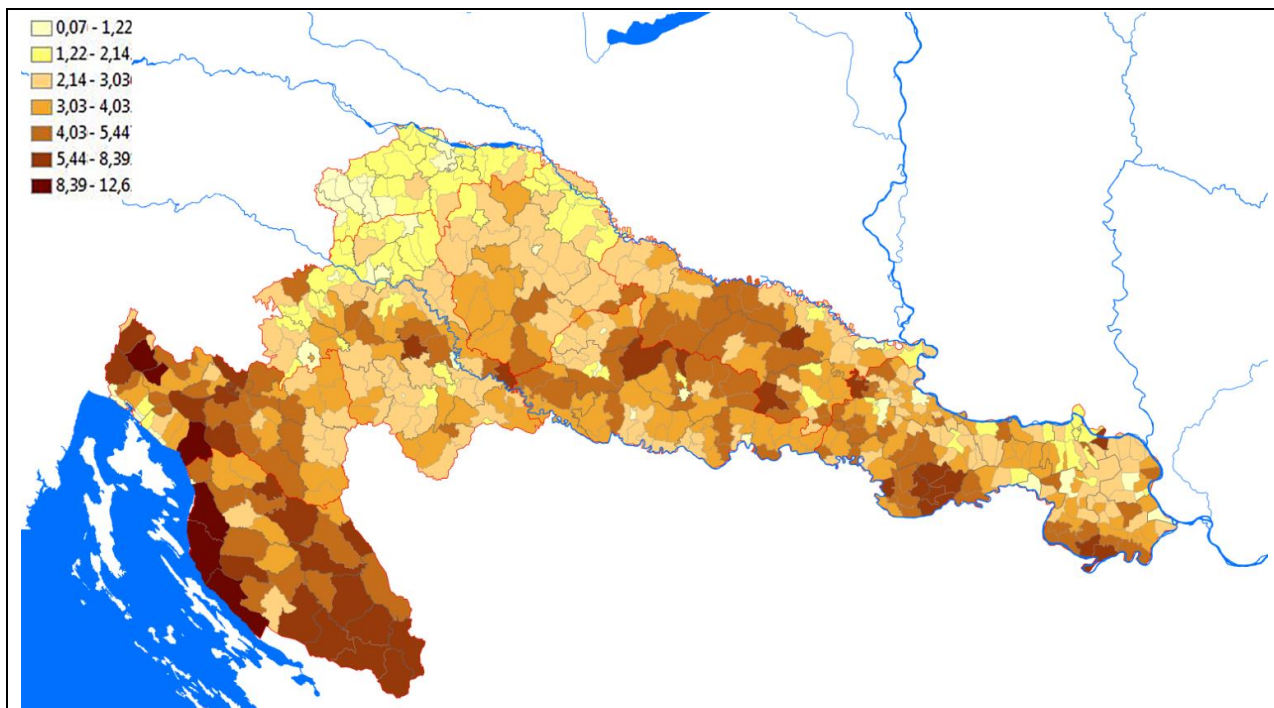 0,07 - 1,22
1,22 - 2,14
2,14 - 3,03
3,03 - 4,03
4,03 - 5,44
5,44 - 8,39
8,39 - 12,6